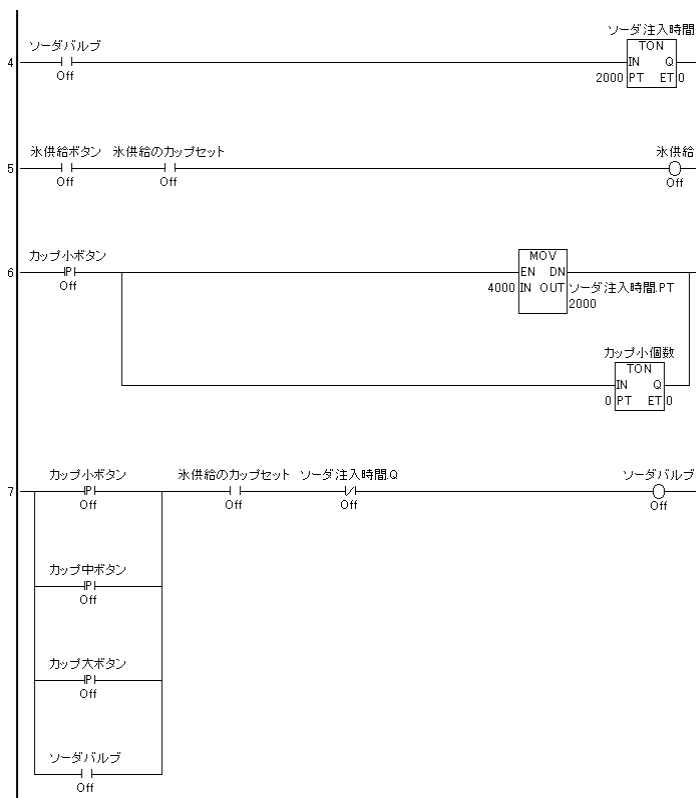 ソーダ注入時間
ソーダバルブ
TON
4
IN Q
Off
2000 PT ET 0
氷供給ボタン 氷供給のカップセット 氷供給
5
Off Off Off
カップ小ボタン
MOV
6
P
EN DN
Off
4000 IN OUT ソーダ注入時間.PT
2000
カップ小個数
TON
IN Q
0 PT ET 0
カップ小ボタン 氷供給のカップセット ソーダ注入時間.Q ソーダバルブ
7
P
Off Off Off Off
カップ中ボタン
P
Off
カップ大ボタン
P
Off
ソーダバルブ
Off